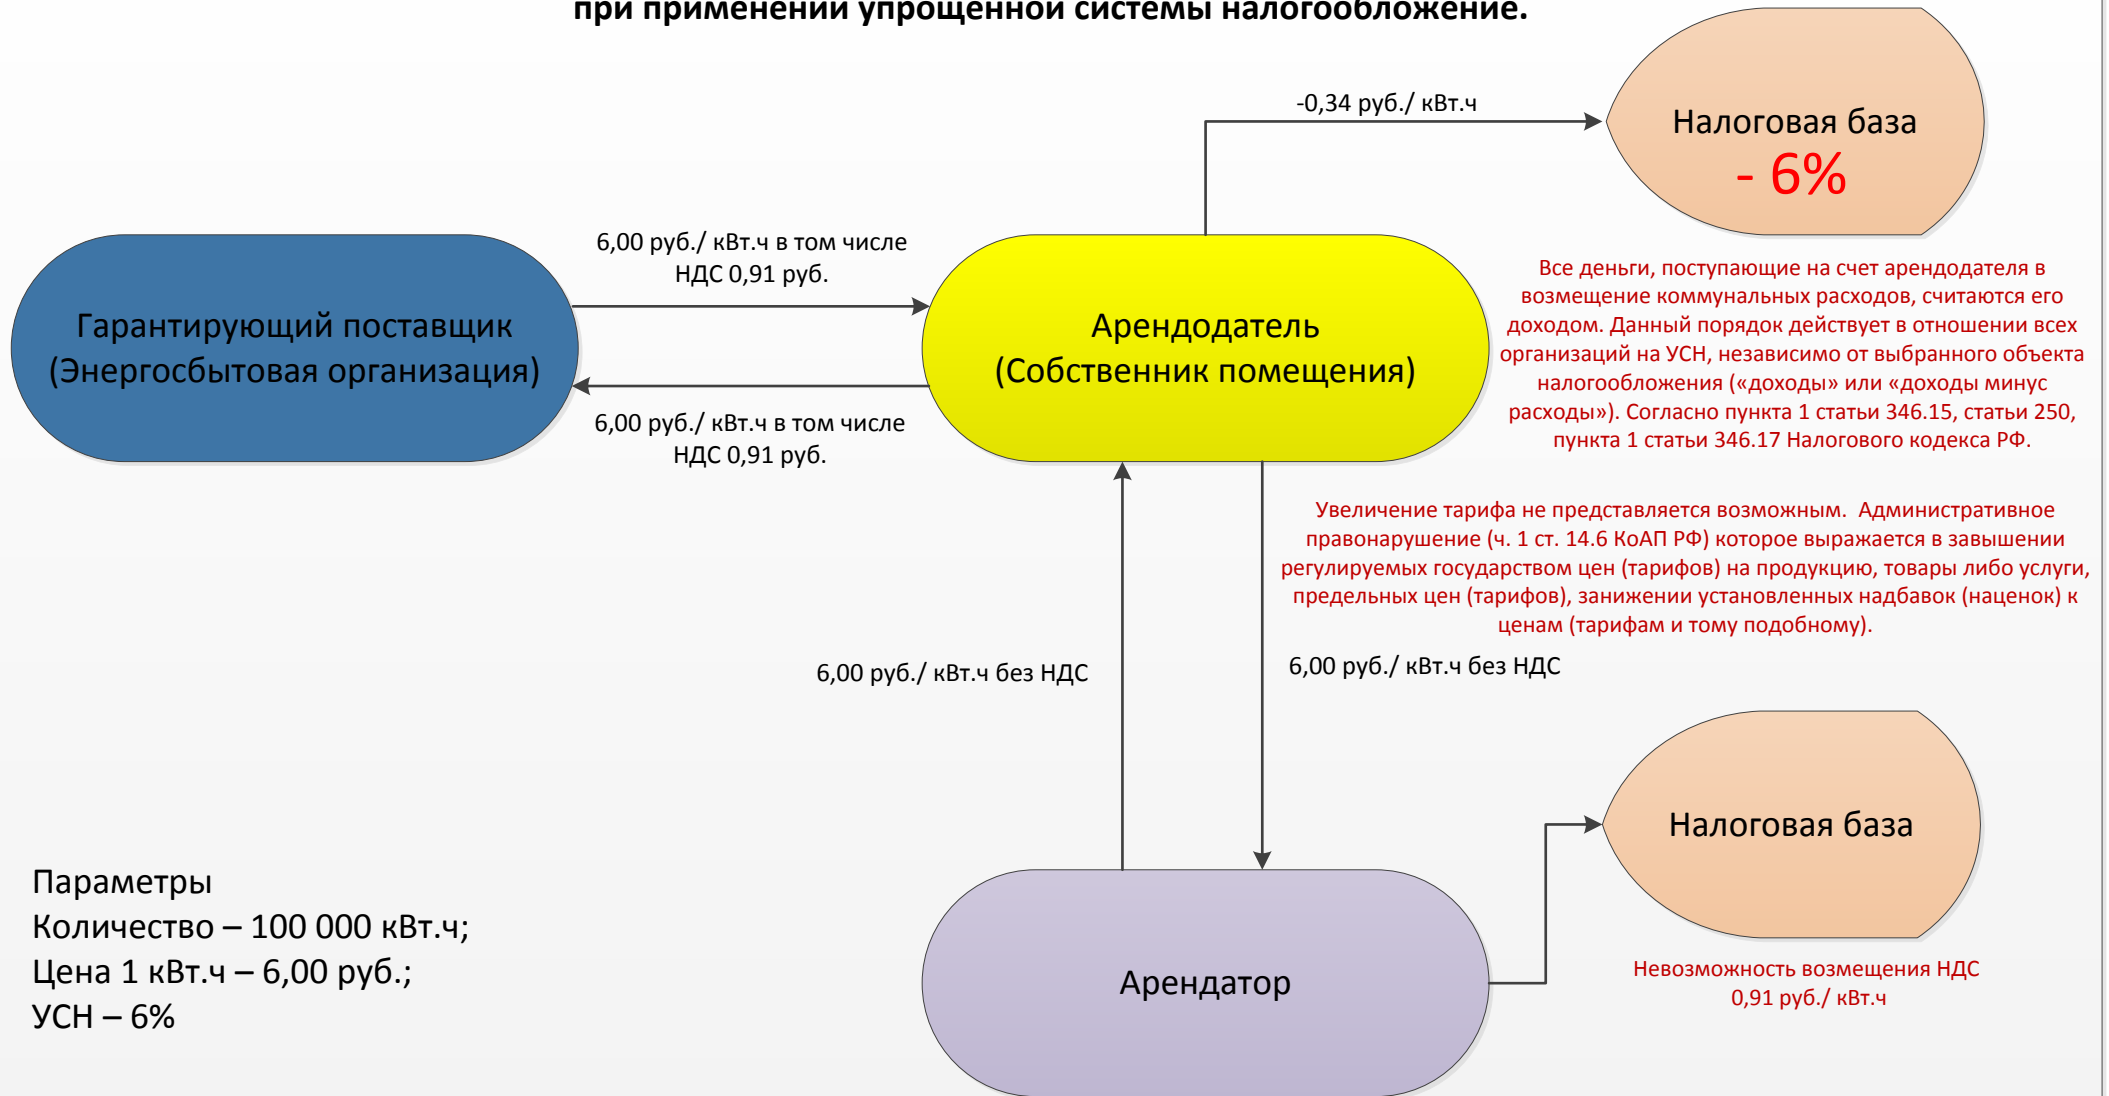 при применении упрощенной системы налогообложение.
-0,34 руб./ кВт.ч
Налоговая база
- 6%
6,00 руб./ кВт.ч в том числе
НДС 0,91 руб.
Гарантирующий поставщик
(Энергосбытовая организация)
Арендодатель
(Собственник помещения)
6,00 руб./ кВт.ч в том числе
НДС 0,91 руб.
Все деньги, поступающие на счет арендодателя в
возмещение коммунальных расходов, считаются его
доходом. Данный порядок действует в отношении всех
организаций на УСН, независимо от выбранного объекта
налогообложения («доходы» или «доходы минус
расходы»). Согласно пункта 1 статьи 346.15, статьи 250,
пункта 1 статьи 346.17 Налогового кодекса РФ.
Увеличение тарифа не представляется возможным.  Административное
правонарушение (ч. 1 ст. 14.6 КоАП РФ) которое выражается в завышении
регулируемых государством цен (тарифов) на продукцию, товары либо услуги,
предельных цен (тарифов), занижении установленных надбавок (наценок) к
ценам (тарифам и тому подобному).
6,00 руб./ кВт.ч без НДС
6,00 руб./ кВт.ч без НДС
Налоговая база
Параметры
Количество – 100 000 кВт.ч;
Цена 1 кВт.ч – 6,00 руб.;
УСН – 6%
Арендатор
Невозможность возмещения НДС
0,91 руб./ кВт.ч